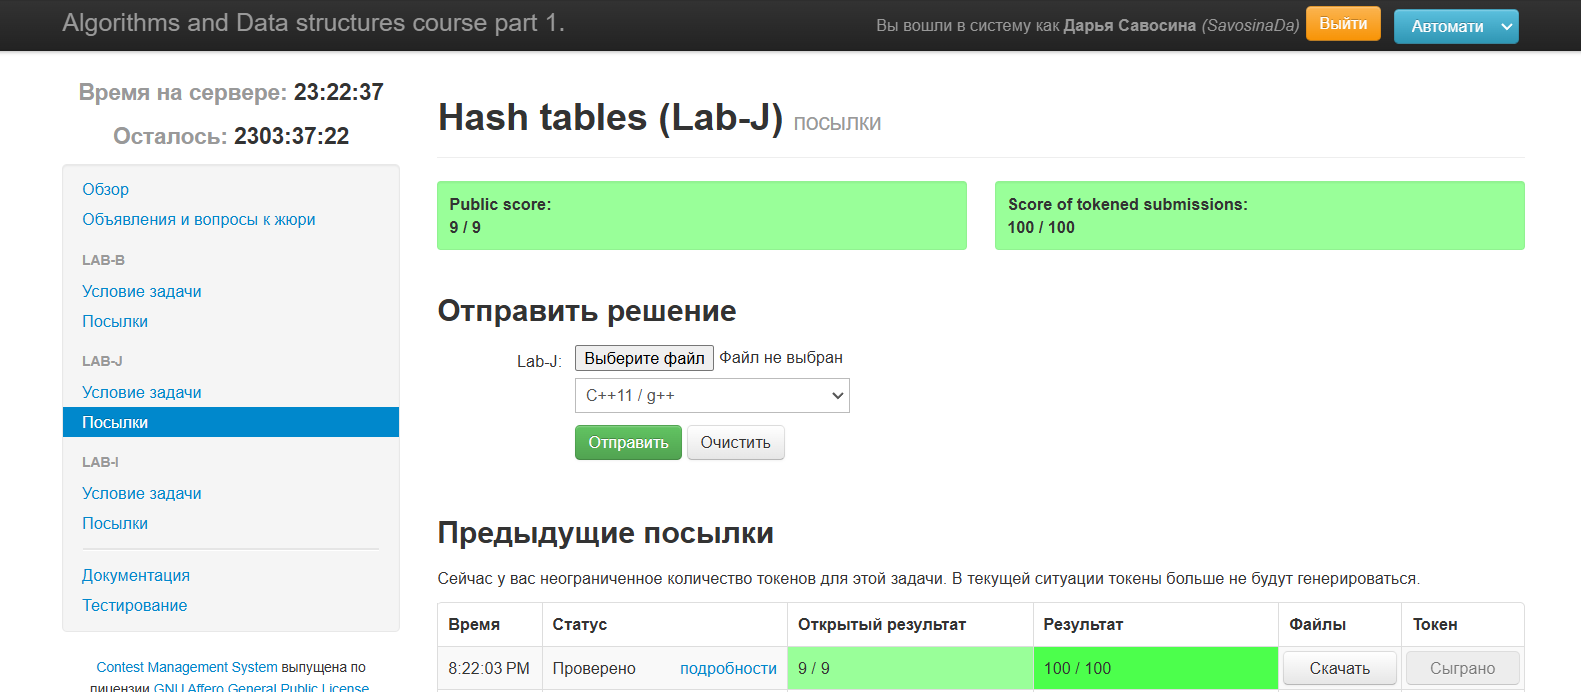 Algorithms and Data structures course part 1.
Вы вошли в систему как Дарья Савосина (SavosinaDa)
Выйти
Автомати
Время на сервере: 23:22:37
Осталось: 2303:37:22
Обзор
Объявления и вопросы к жюри
LAB-B
Условие задачи
Посылки
LAB-J
Условие задачи
Посылки
LAB-I
Условие задачи
Посылки
Документация
Тестирование
Contest Management System выпущена по
лицензии GNU Affero General Public License
Hash tables (Lab-J) посылки
Public score:
9 / 9
Score of tokened submissions:
100 / 100
Отправить решение
Lab-J: Выберите файл Файл не выбран
C++11 / g++
Отправить Очистить
Предыдущие посылки
Сейчас у вас неограниченное количество токенов для этой задачи. В текущей ситуации токены больше не будут генерироваться.
Время Статус Открытый результат Результат Файлы Токен
8:22:03 PM Проверено подробности 9 / 9 100 / 100 Скачать Сыграно